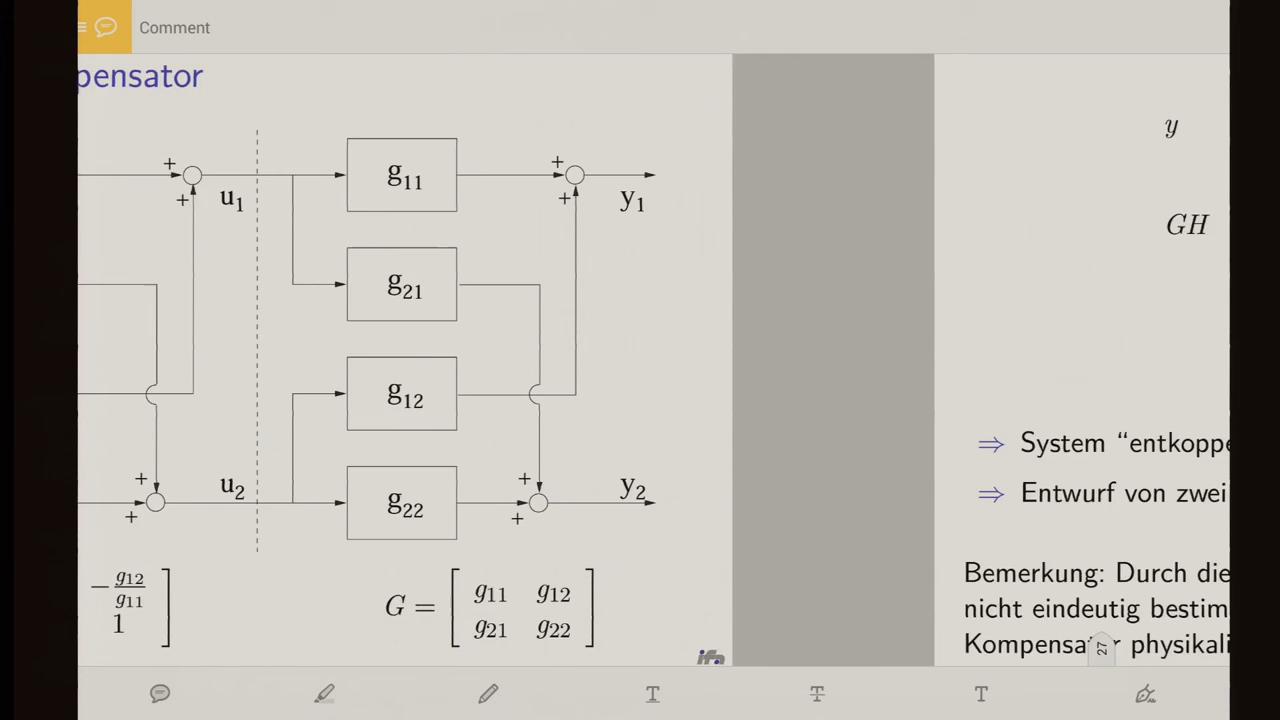 Comment
pensator
+
+
u₁
g₁₁
+
+
y₁
g₂₁
g₁₂
+
+
u₂
g₂₂
+
+
y₂
−g₁₂/g₁₁
1
G = [ g₁₁ g₁₂
g₂₁ g₂₂ ]
y
GH
⇒ System “entkoppe
⇒ Entwurf von zwei
Bemerkung: Durch die
nicht eindeutig bestim
physikali
27
T
T
T